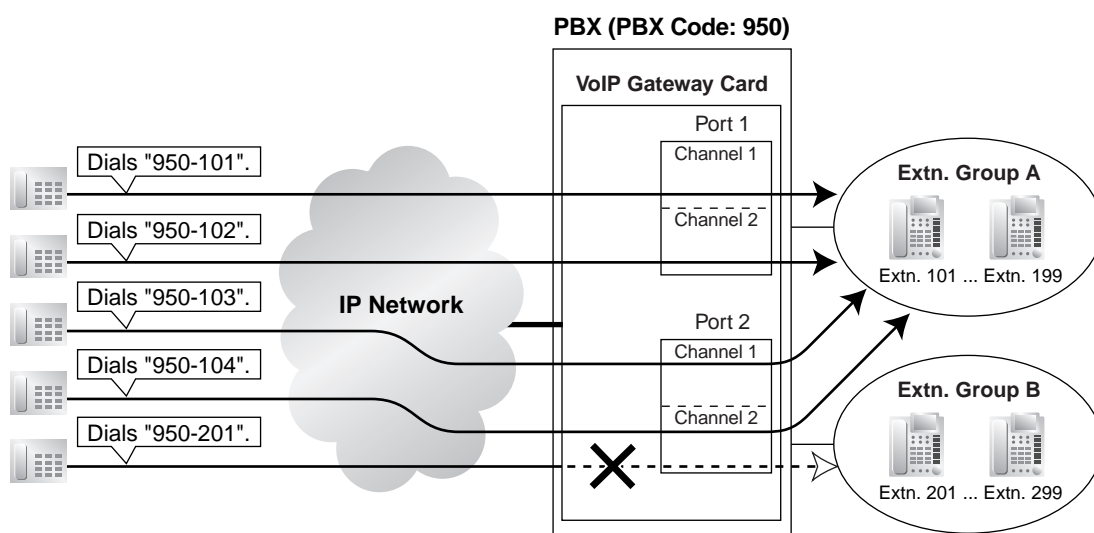 PBX (PBX Code: 950)
VoIP Gateway Card
Port 1
Dials "950-101".
Channel 1
Extn. Group A
Dials "950-102".
Channel 2
Extn. 101 ... Extn. 199
Dials "950-103".
IP Network
Port 2
Channel 1
Dials "950-104".
Extn. Group B
Channel 2
Dials "950-201".
Extn. 201 ... Extn. 299